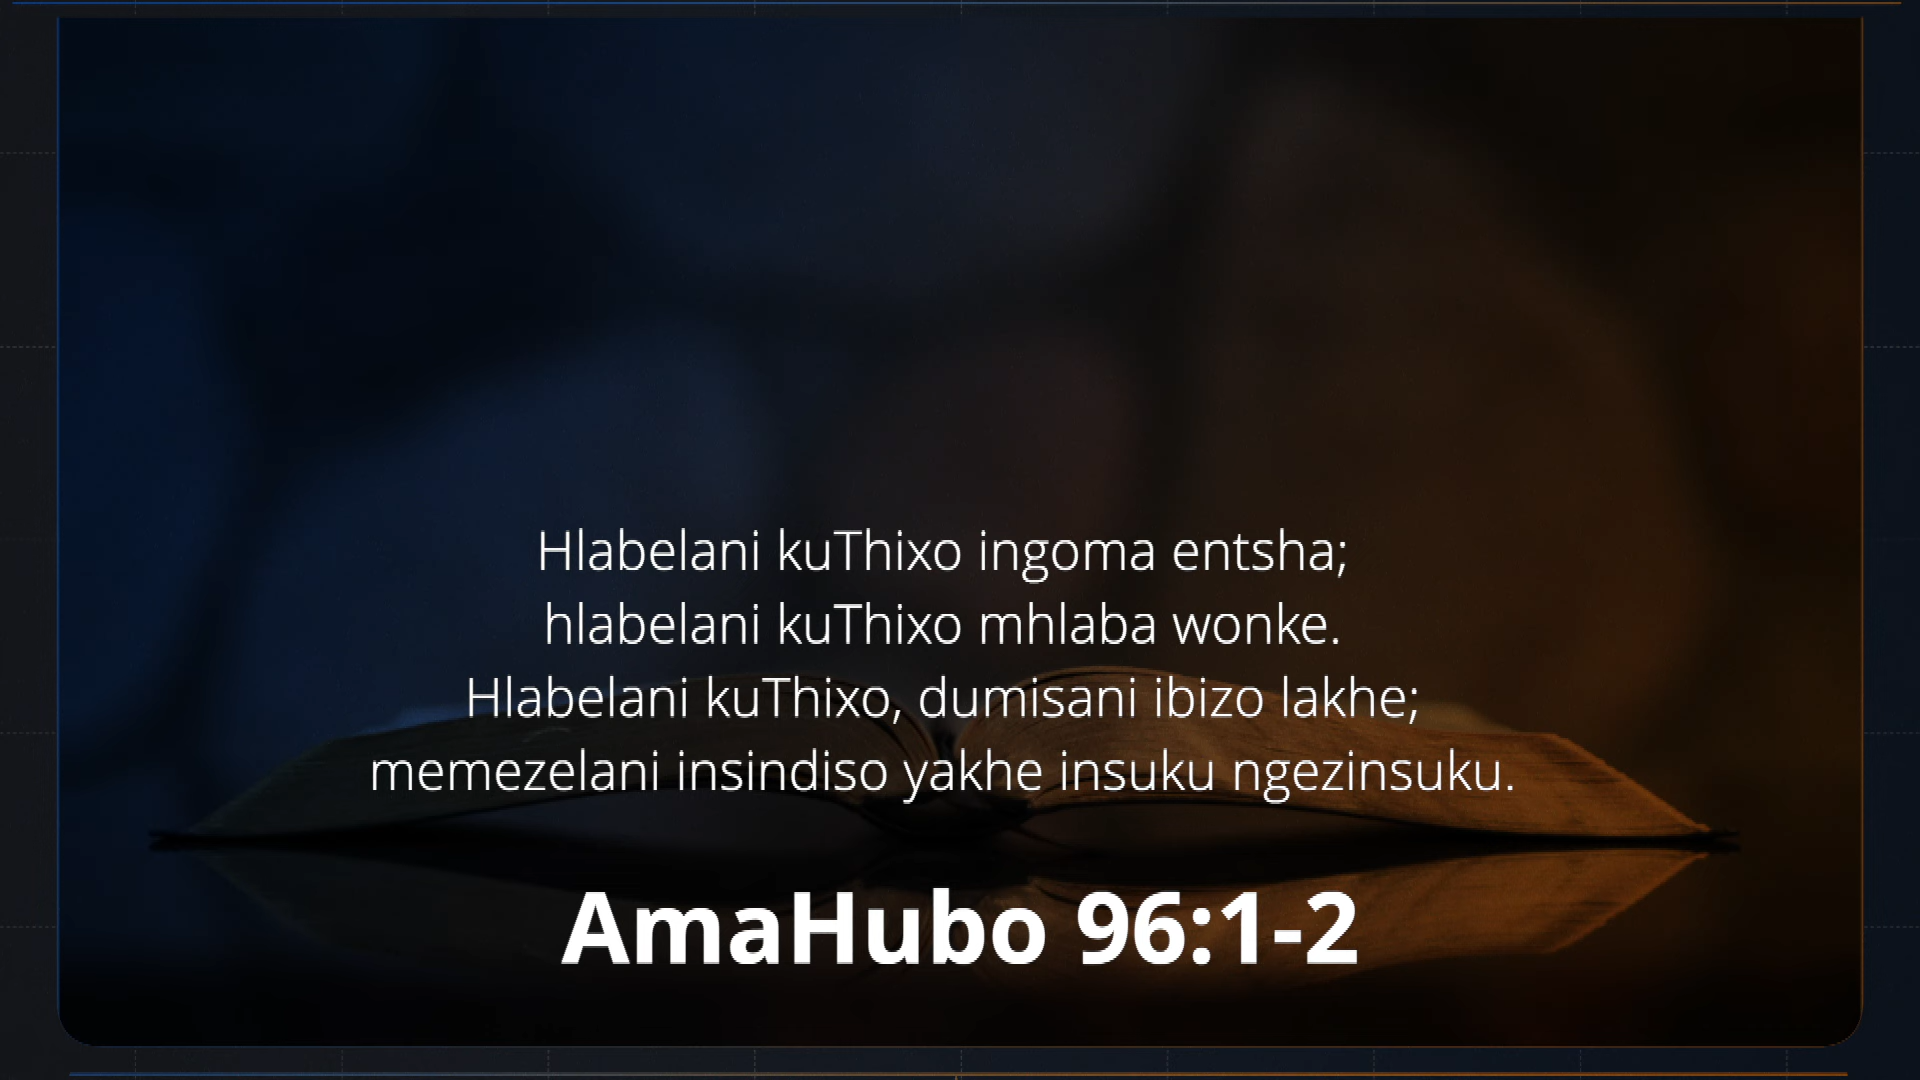 Hlabelani kuThixo ingoma entsha;
hlabelani kuThixo mhlaba wonke.
Hlabelani kuThixo, dumisani ibizo lakhe;
memezelani insindiso yakhe insuku ngezinsuku.
AmaHubo 96:1-2